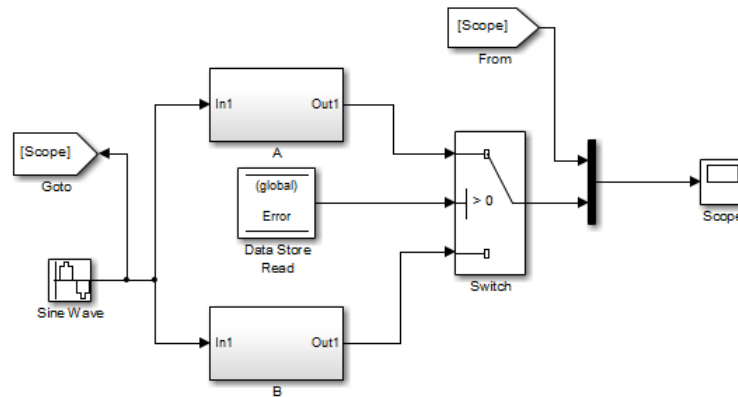 [Scope]
From
In1
Out1
A
[Scope]
Goto
(global)
Error
Data Store
Read
> 0
Switch
Scope
Sine Wave
In1
Out1
B